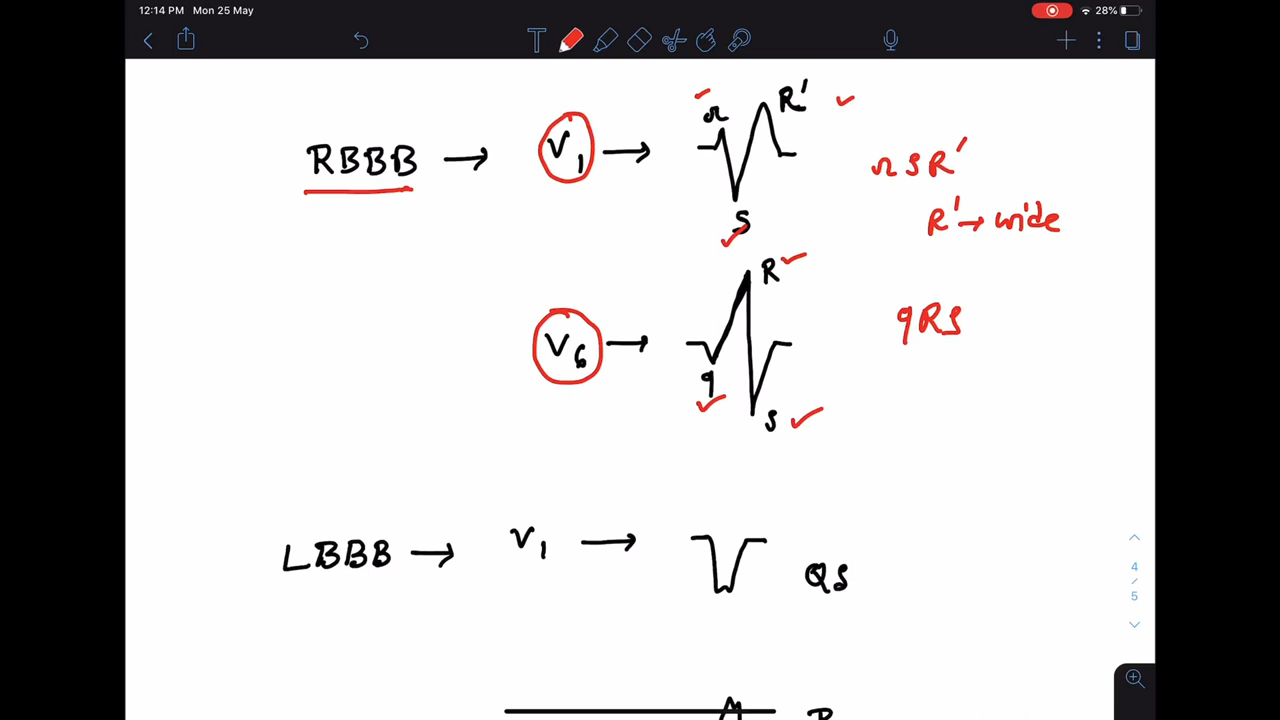 12:14 PM Mon 25 May 28%
T
r R'
RBBB → V1 → rSR'
S R' → wide
R
V6 → qRS
q
S
4
/
5
LBBB → V1 → QS
R